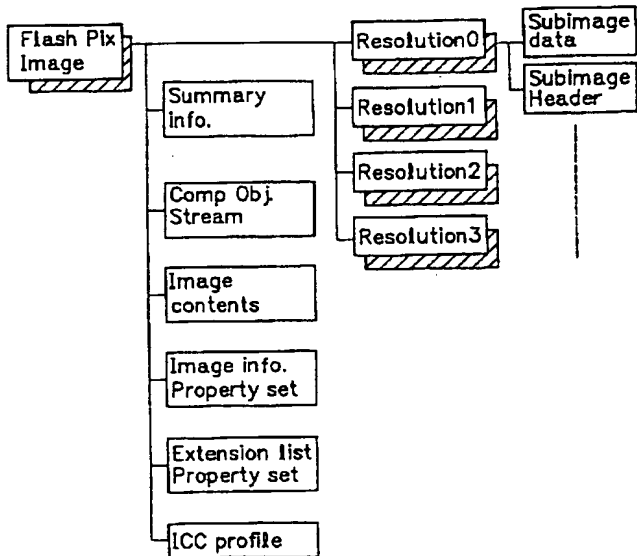 Flash Pix
Image
Summary
info.
Comp Obj.
Stream
Image
contents
Image info.
Property set
Extension list
Property set
ICC profile
Resolution0
Resolution1
Resolution2
Resolution3
Subimage
data
Subimage
Header